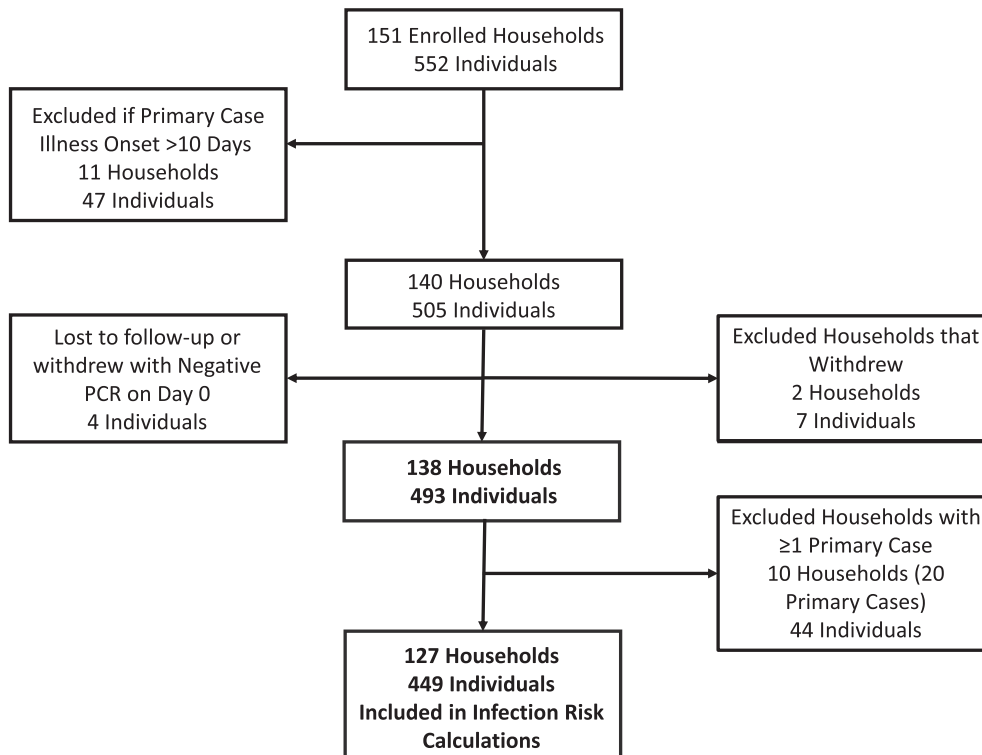 151 Enrolled Households
552 Individuals
Excluded if Primary Case
Illness Onset >10 Days
11 Households
47 Individuals
140 Households
505 Individuals
Lost to follow-up or
withdrew with Negative
PCR on Day 0
4 Individuals
Excluded Households that
Withdrew
2 Households
7 Individuals
138 Households
493 Individuals
Excluded Households with
≥1 Primary Case
10 Households (20
Primary Cases)
44 Individuals
127 Households
449 Individuals
Included in Infection Risk
Calculations